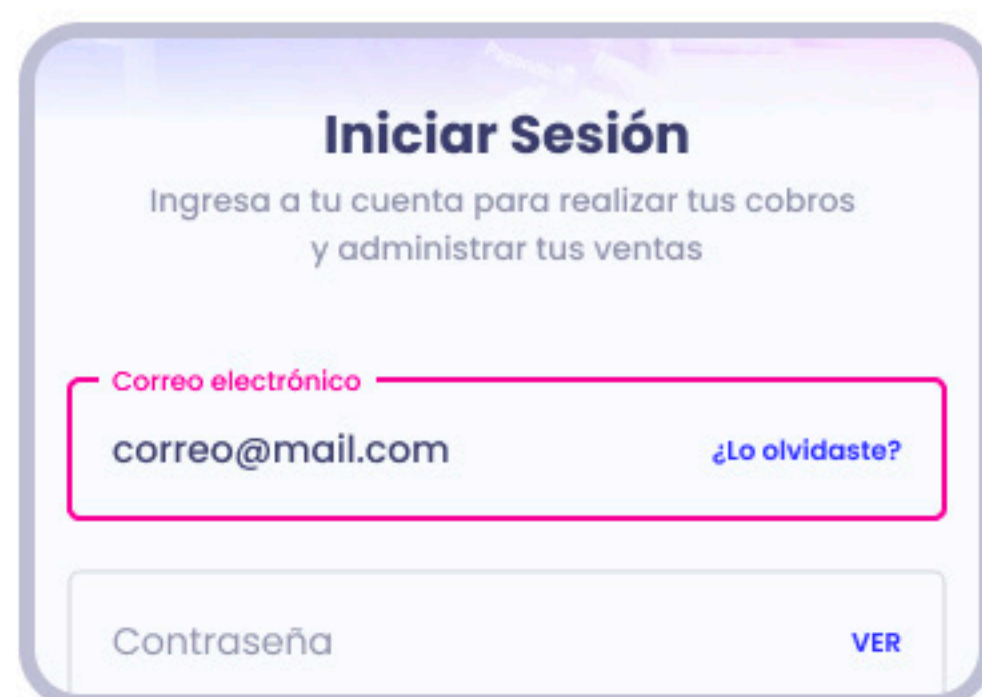 Iniciar Sesión
Ingresa a tu cuenta para realizar tus cobros
y administrar tus ventas
Correo electrónico
correo@mail.com ¿Lo olvidaste?
Contraseña VER